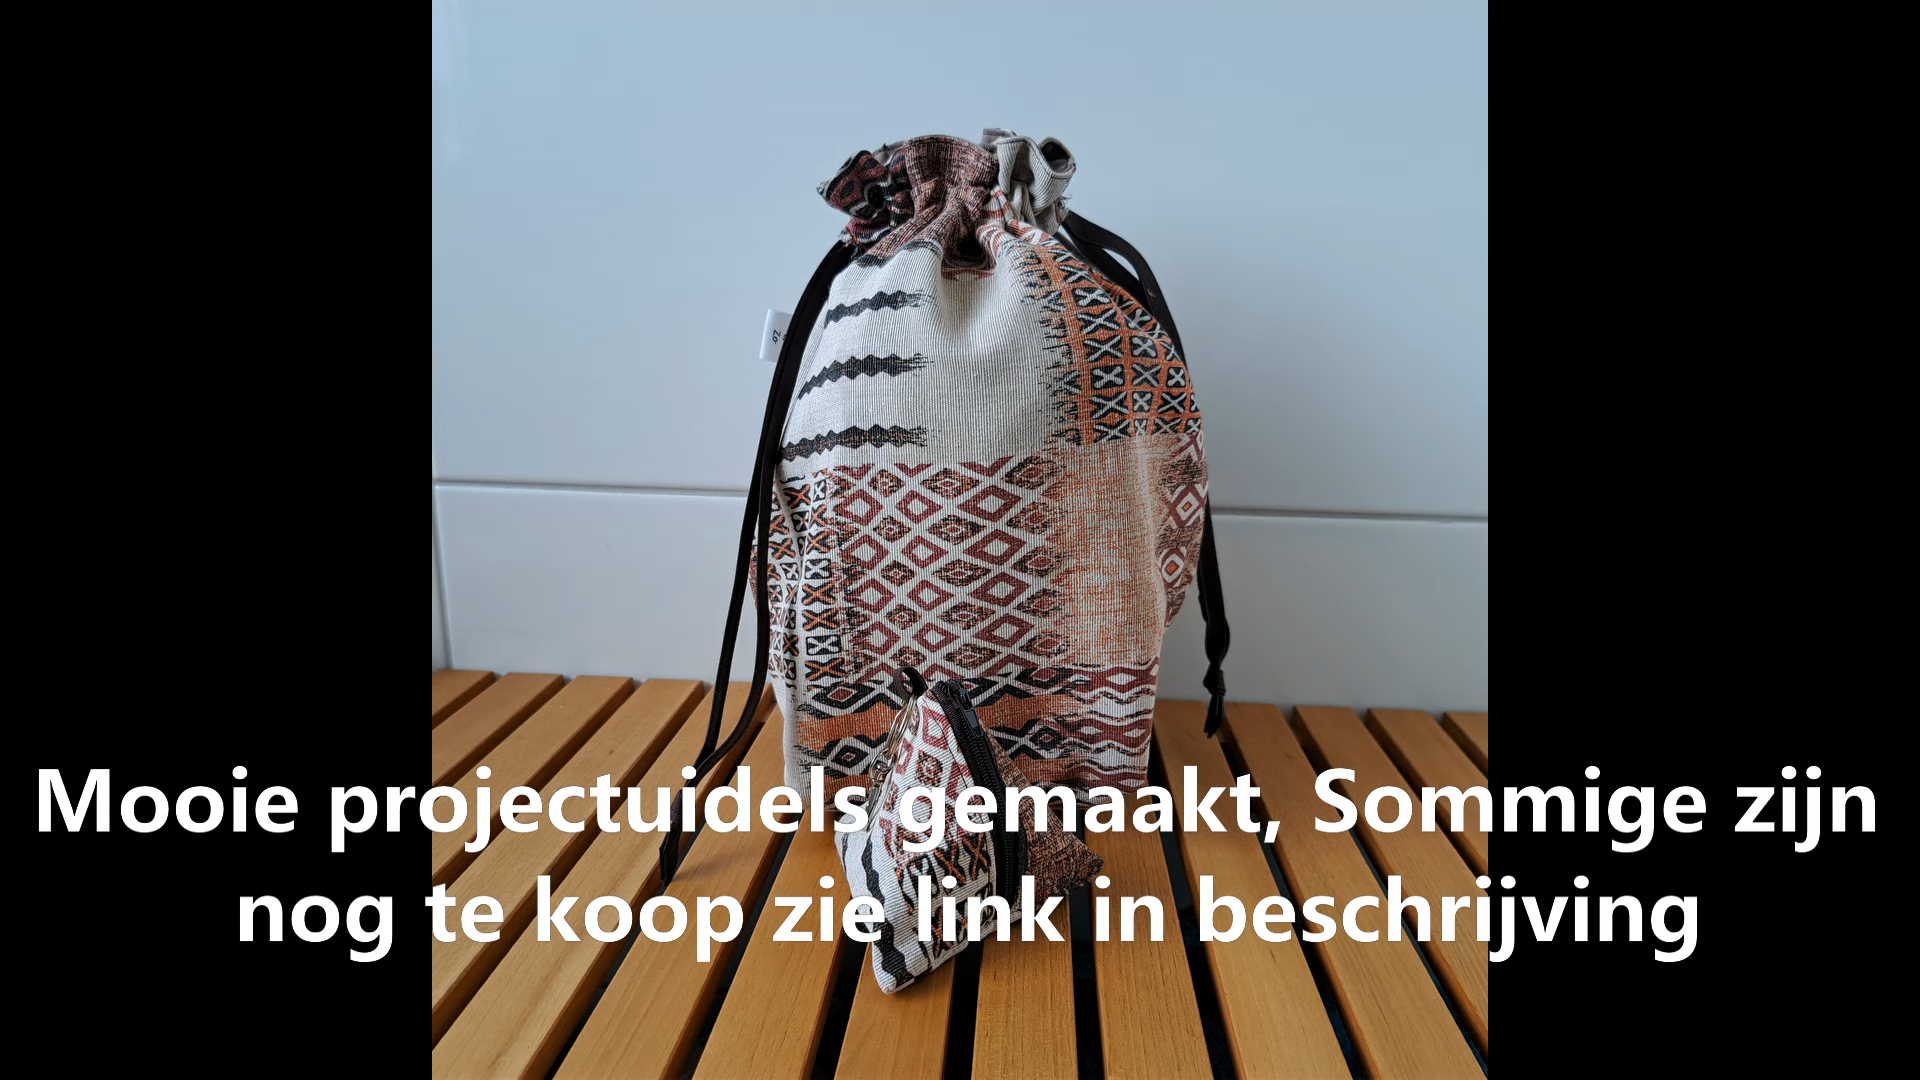 Mooie projectuidels gemaakt, Sommige zijn
nog te koop zie link in beschrijving